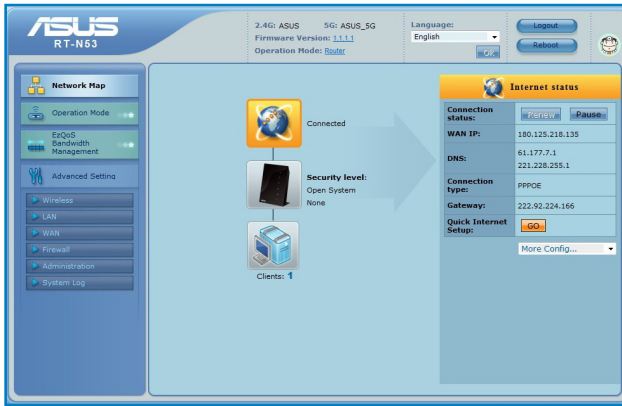 ASUS
RT-N53
2.4G: ASUS 5G: ASUS_5G
Firmware Version: 1.1.1.1
Operation Mode: Router
Language:
English
OK
Logout
Reboot
Network Map
Operation Mode
EzQoS
Bandwidth
Management
Advanced Setting
Wireless
LAN
WAN
Firewall
Administration
System Log
Connected
Security level:
Open System
None
Clients: 1
Internet status
Connection
status:
Renew Pause
WAN IP: 180.125.218.135
DNS: 61.177.7.1
221.228.255.1
Connection
type: PPPOE
Gateway: 222.92.224.166
Quick Internet
Setup: GO
More Config...